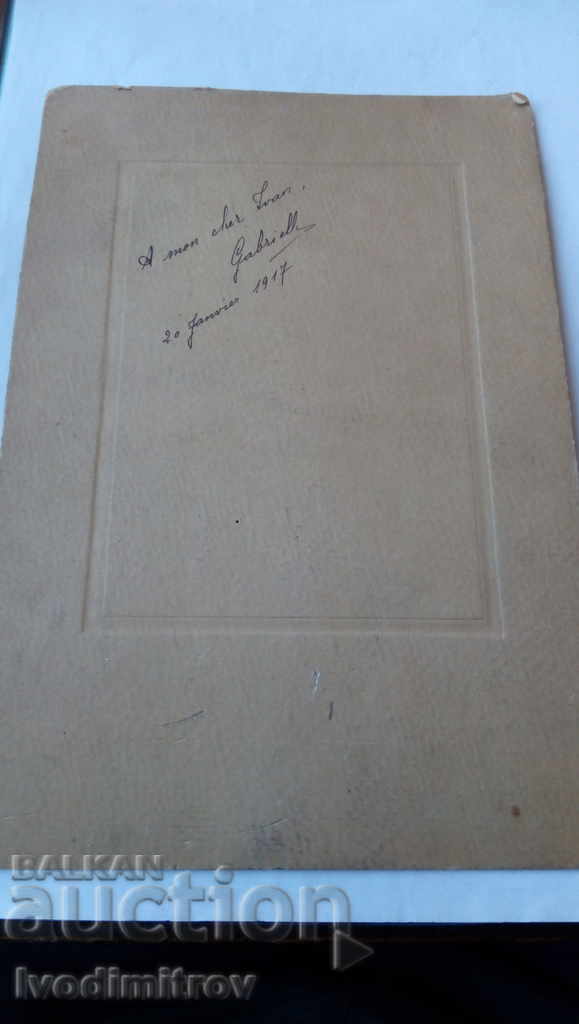 A mon cher Ivan,
Gabrielle
20 Janvier 1917
BALKAN
auction
Ivodimitrov